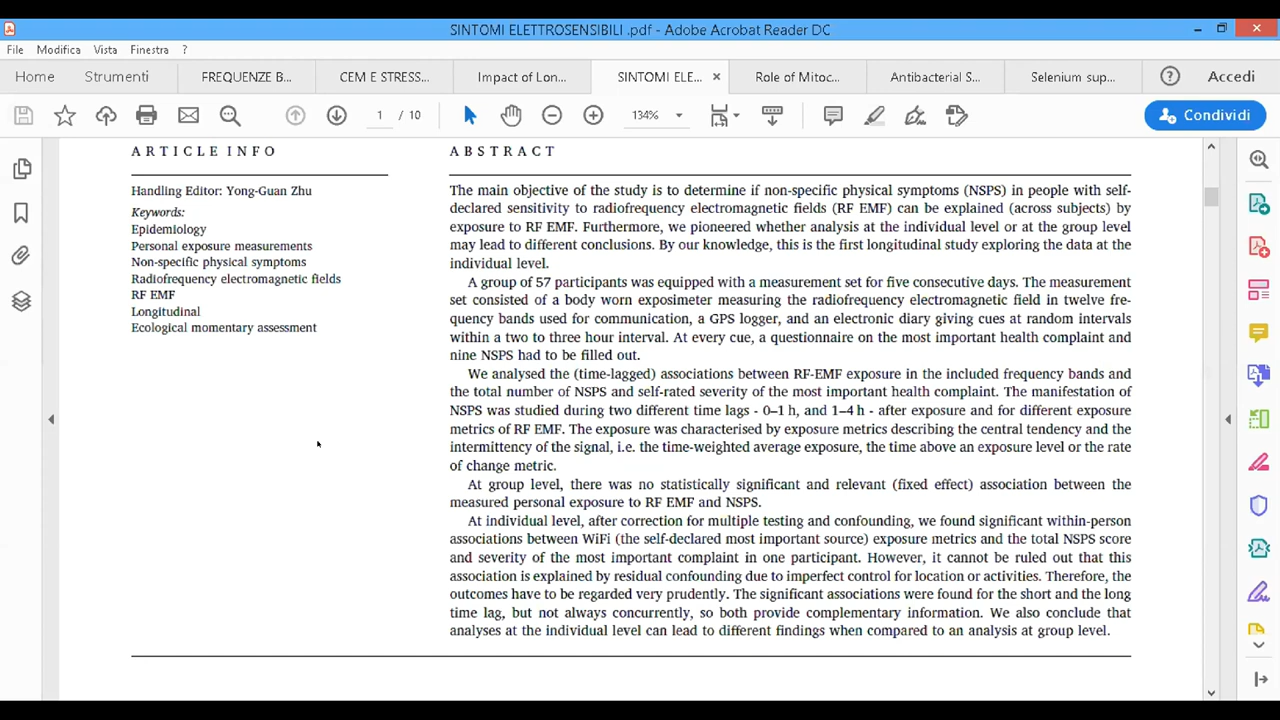 SINTOMI ELETTROSENSIBILI .pdf - Adobe Acrobat Reader DC
File Modifica Vista Finestra ?
Home Strumenti FREQUENZE B... CEM E STRESS... Impact of Lon... SINTOMI ELE... Role of Mitoc... Antibacterial S... Selenium sup... Accedi
1 / 10 134% Condividi
ARTICLE INFO
Handling Editor: Yong-Guan Zhu
Keywords:
Epidemiology
Personal exposure measurements
Non-specific physical symptoms
Radiofrequency electromagnetic fields
RF EMF
Longitudinal
Ecological momentary assessment
ABSTRACT
The main objective of the study is to determine if non-specific physical symptoms (NSPS) in people with self-
declared sensitivity to radiofrequency electromagnetic fields (RF EMF) can be explained (across subjects) by
exposure to RF EMF. Furthermore, we pioneered whether analysis at the individual level or at the group level
may lead to different conclusions. By our knowledge, this is the first longitudinal study exploring the data at the
individual level.
A group of 57 participants was equipped with a measurement set for five consecutive days. The measurement
set consisted of a body worn exposimeter measuring the radiofrequency electromagnetic field in twelve fre-
quency bands used for communication, a GPS logger, and an electronic diary giving cues at random intervals
within a two to three hour interval. At every cue, a questionnaire on the most important health complaint and
nine NSPS had to be filled out.
We analysed the (time-lagged) associations between RF-EMF exposure in the included frequency bands and
the total number of NSPS and self-rated severity of the most important health complaint. The manifestation of
NSPS was studied during two different time lags - 0–1 h, and 1–4 h - after exposure and for different exposure
metrics of RF EMF. The exposure was characterised by exposure metrics describing the central tendency and the
intermittency of the signal, i.e. the time-weighted average exposure, the time above an exposure level or the rate
of change metric.
At group level, there was no statistically significant and relevant (fixed effect) association between the
measured personal exposure to RF EMF and NSPS.
At individual level, after correction for multiple testing and confounding, we found significant within-person
associations between WiFi (the self-declared most important source) exposure metrics and the total NSPS score
and severity of the most important complaint in one participant. However, it cannot be ruled out that this
association is explained by residual confounding due to imperfect control for location or activities. Therefore, the
outcomes have to be regarded very prudently. The significant associations were found for the short and the long
time lag, but not always concurrently, so both provide complementary information. We also conclude that
analyses at the individual level can lead to different findings when compared to an analysis at group level.